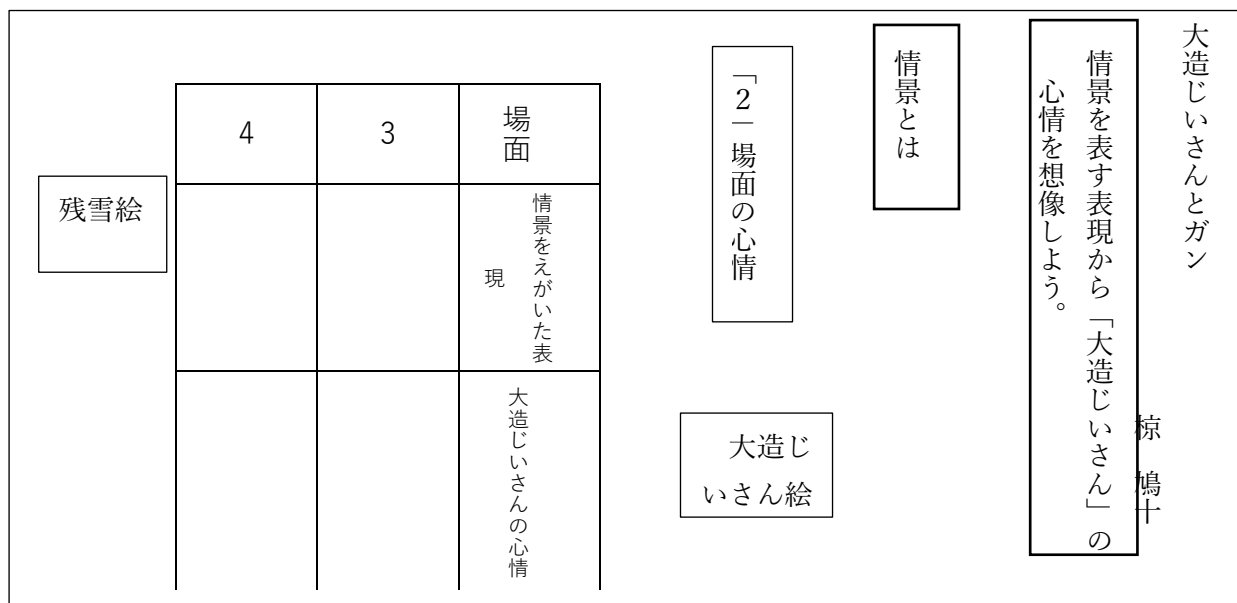 大造じいさんとガン
椋　鳩十
情景を表す表現から「大造じいさん」の
心情を想像しよう。
情景とは
「2」場面の心情
大造じ
いさん絵
場面
3
4
情景をえがいた表
現
大造じいさんの心情
残雪絵